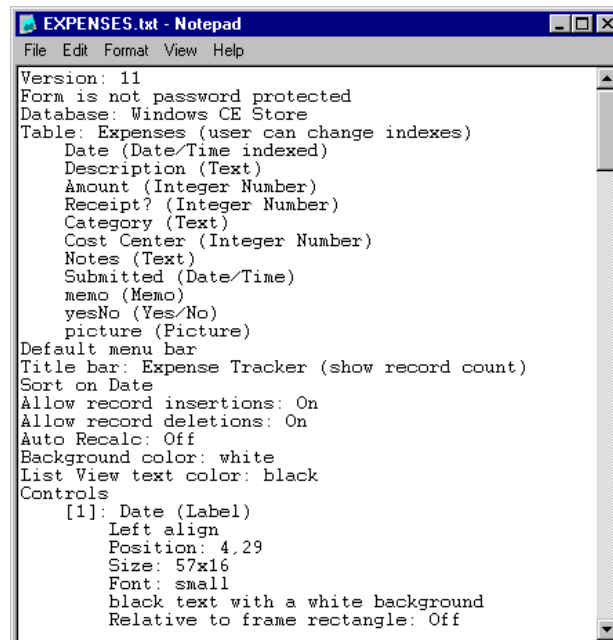 EXPENSES.txt - Notepad
File Edit Format View Help
Version: 11
Form is not password protected
Database: Windows CE Store
Table: Expenses (user can change indexes)
Date (Date/Time indexed)
Description (Text)
Amount (Integer Number)
Receipt? (Integer Number)
Category (Text)
Cost Center (Integer Number)
Notes (Text)
Submitted (Date/Time)
memo (Memo)
yesNo (Yes/No)
picture (Picture)
Default menu bar
Title bar: Expense Tracker (show record count)
Sort on Date
Allow record insertions: On
Allow record deletions: On
Auto Recalc: Off
Background color: white
List View text color: black
Controls
[1]: Date (Label)
Left align
Position: 4,29
Size: 57x16
Font: small
black text with a white background
Relative to frame rectangle: Off